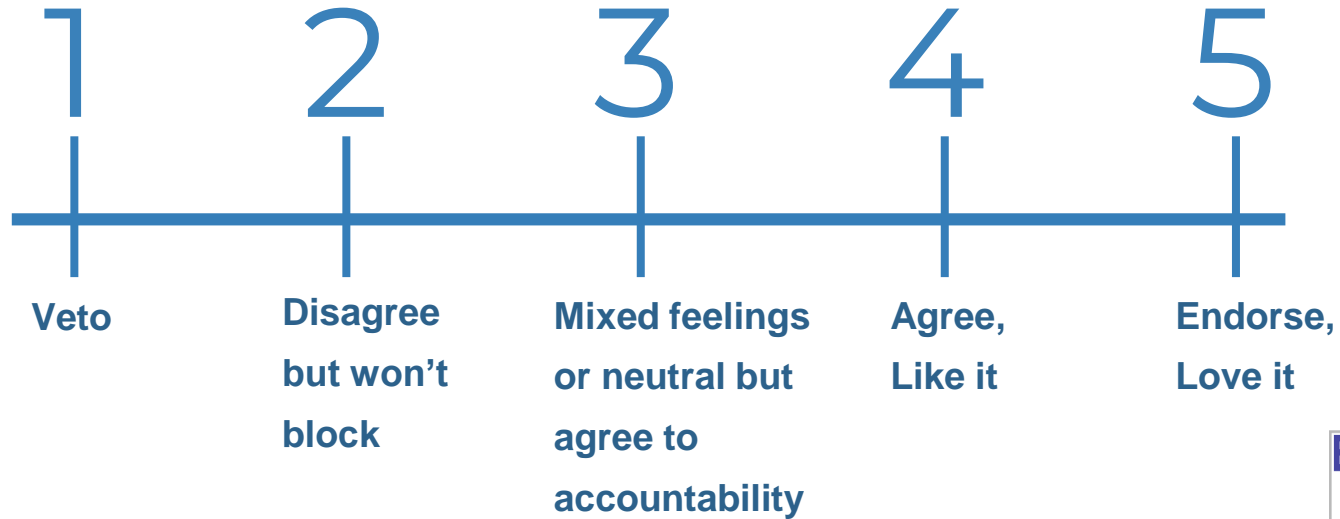 1 2 3 4 5
Veto
Disagree
but won’t
block
Mixed feelings
or neutral but
agree to
accountability
Agree,
Like it
Endorse,
Love it